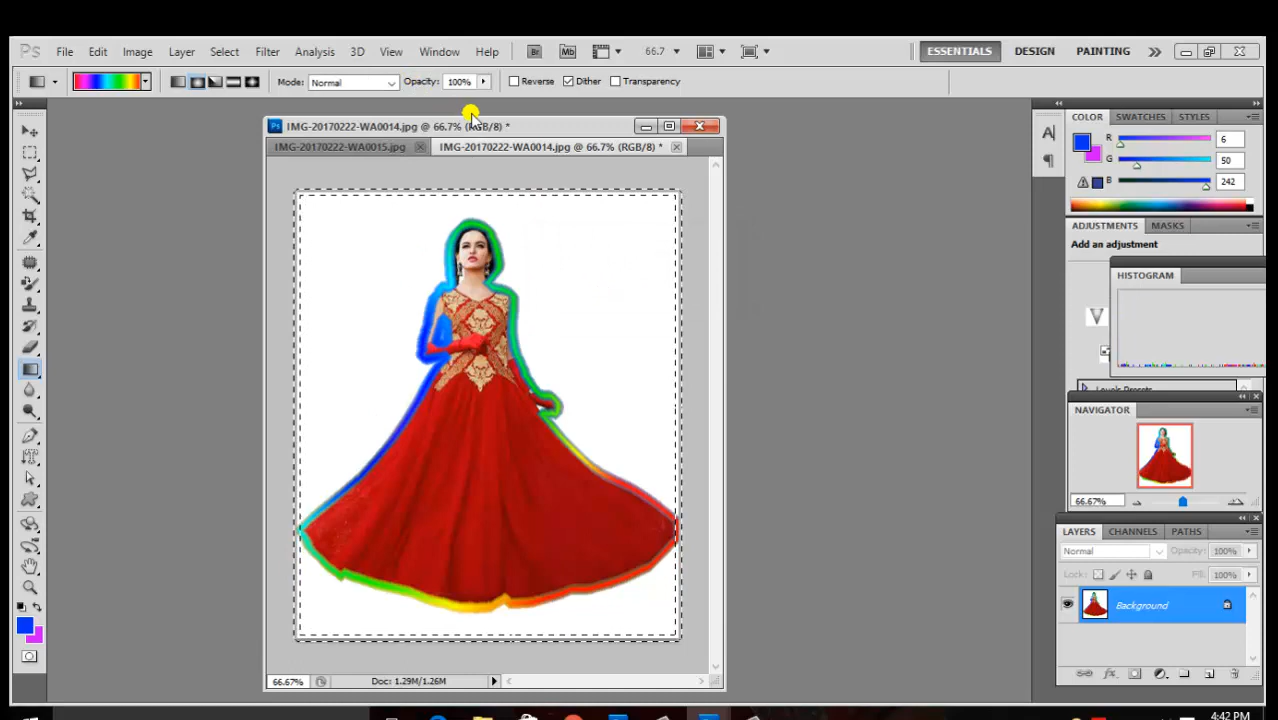 Ps File Edit Image Layer Select Filter Analysis 3D View Window Help Br Mb 66.7 ESSENTIALS DESIGN PAINTING
Mode: Normal Opacity: 100% Reverse Dither Transparency
IMG-20170222-WA0014.jpg @ 66.7% (RGB/8) *
IMG-20170222-WA0015.jpg IMG-20170222-WA0014.jpg @ 66.7% (RGB/8) *
COLOR SWATCHES STYLES
R 6
G 50
B 242
ADJUSTMENTS MASKS
Add an adjustment
HISTOGRAM
Levels Presets
NAVIGATOR
66.67%
LAYERS CHANNELS PATHS
Normal Opacity: 100%
Lock: Fill: 100%
Background
66.67% Doc: 1.29M/1.26M
4:42 PM